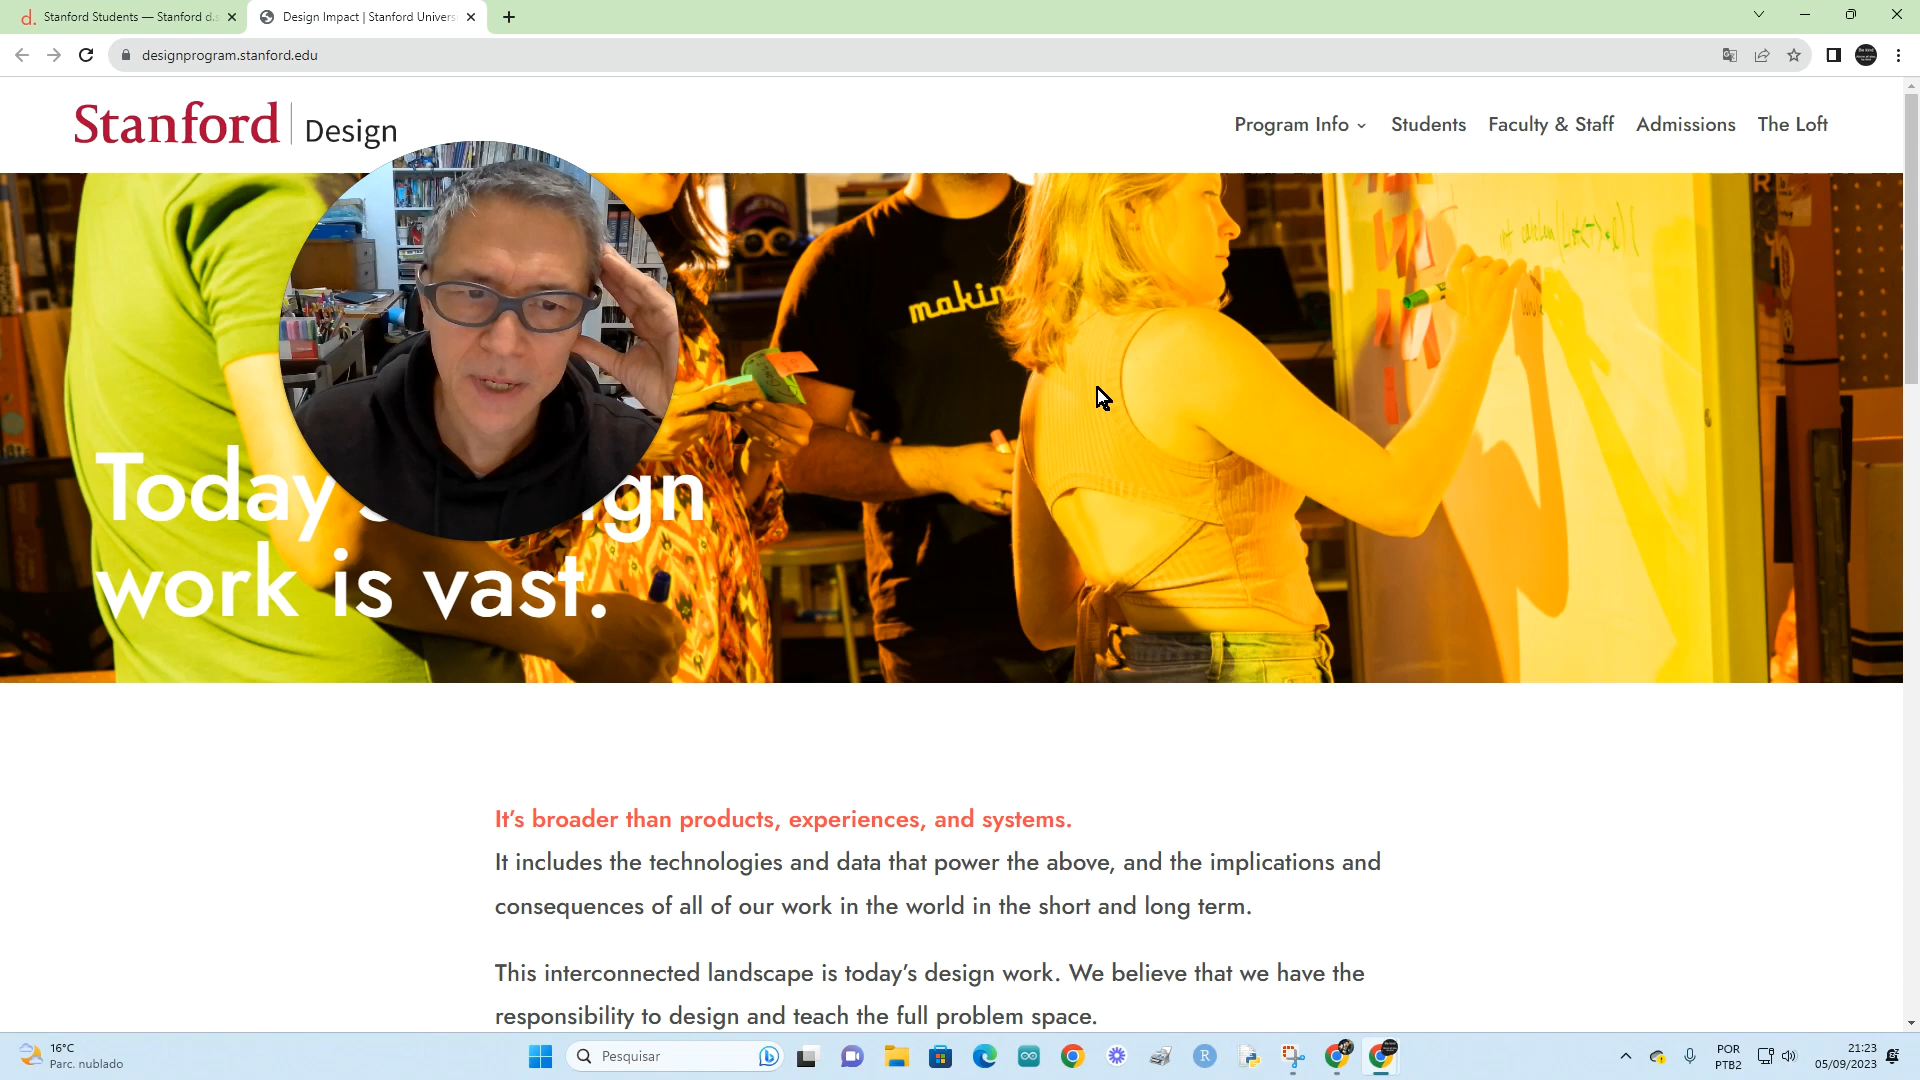 Stanford Students — Stanford d.s
Design Impact | Stanford Univers
designprogram.stanford.edu
Stanford | Design
Program Info
Students
Faculty & Staff
Admissions
The Loft
makin
Today
gn
work is vast.
It’s broader than products, experiences, and systems.
It includes the technologies and data that power the above, and the implications and
consequences of all of our work in the world in the short and long term.
This interconnected landscape is today’s design work. We believe that we have the
responsibility to design and teach the full problem space.
16°C
Parc. nublado
Pesquisar
POR
PTB2
21:23
05/09/2023